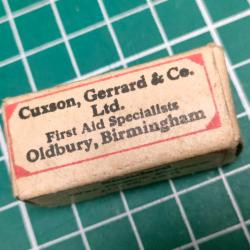 Cuxson, Gerrard & Co.
Ltd.
First Aid Specialists
Oldbury, Birmingham